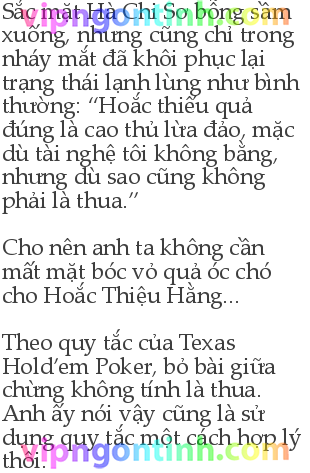 Sắc mặt Hà Chi Sơ bỗng sầm
vipngontinh.com
xuống, nhưng cũng chỉ trong
nháy mắt đã khôi phục lại
trạng thái lạnh lùng như bình
thường: “Hoắc thiếu quả
đúng là cao thủ lừa đảo, mặc
dù tài nghệ tôi không bằng,
nhưng dù sao cũng không
phải là thua.”
Cho nên anh ta không cần
mất mặt bóc vỏ quả óc chó
cho Hoắc Thiệu Hằng...
Theo quy tắc của Texas
Hold’em Poker, bỏ bài giữa
chừng không tính là thua.
Anh ấy nói vậy cũng là sử
dụng quy tắc một cách hợp lý
thôi.
vipngontinh.com